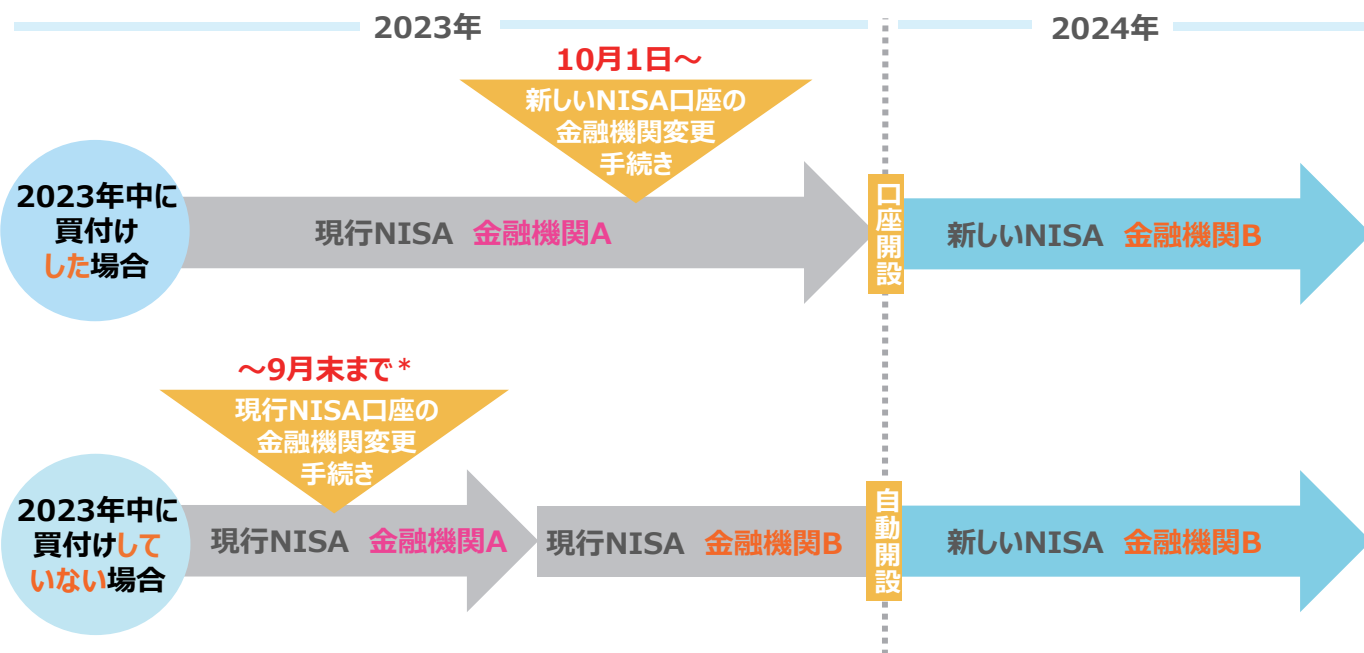 2023年
2024年
10月1日～
新しいNISA口座の
金融機関変更
手続き
2023年中に
買付け
した場合
現行NISA 金融機関A
口座開設
新しいNISA 金融機関B
～9月末まで*
現行NISA口座の
金融機関変更
手続き
2023年中に
買付けして
いない場合
現行NISA 金融機関A
現行NISA 金融機関B
自動開設
新しいNISA 金融機関B